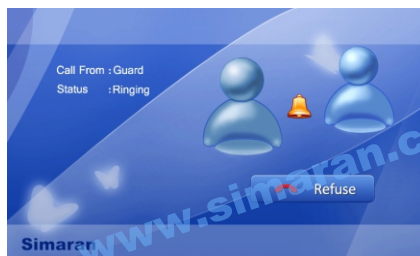 Call From : Guard
Status : Ringing
Refuse
Simaran
www.simaran.c